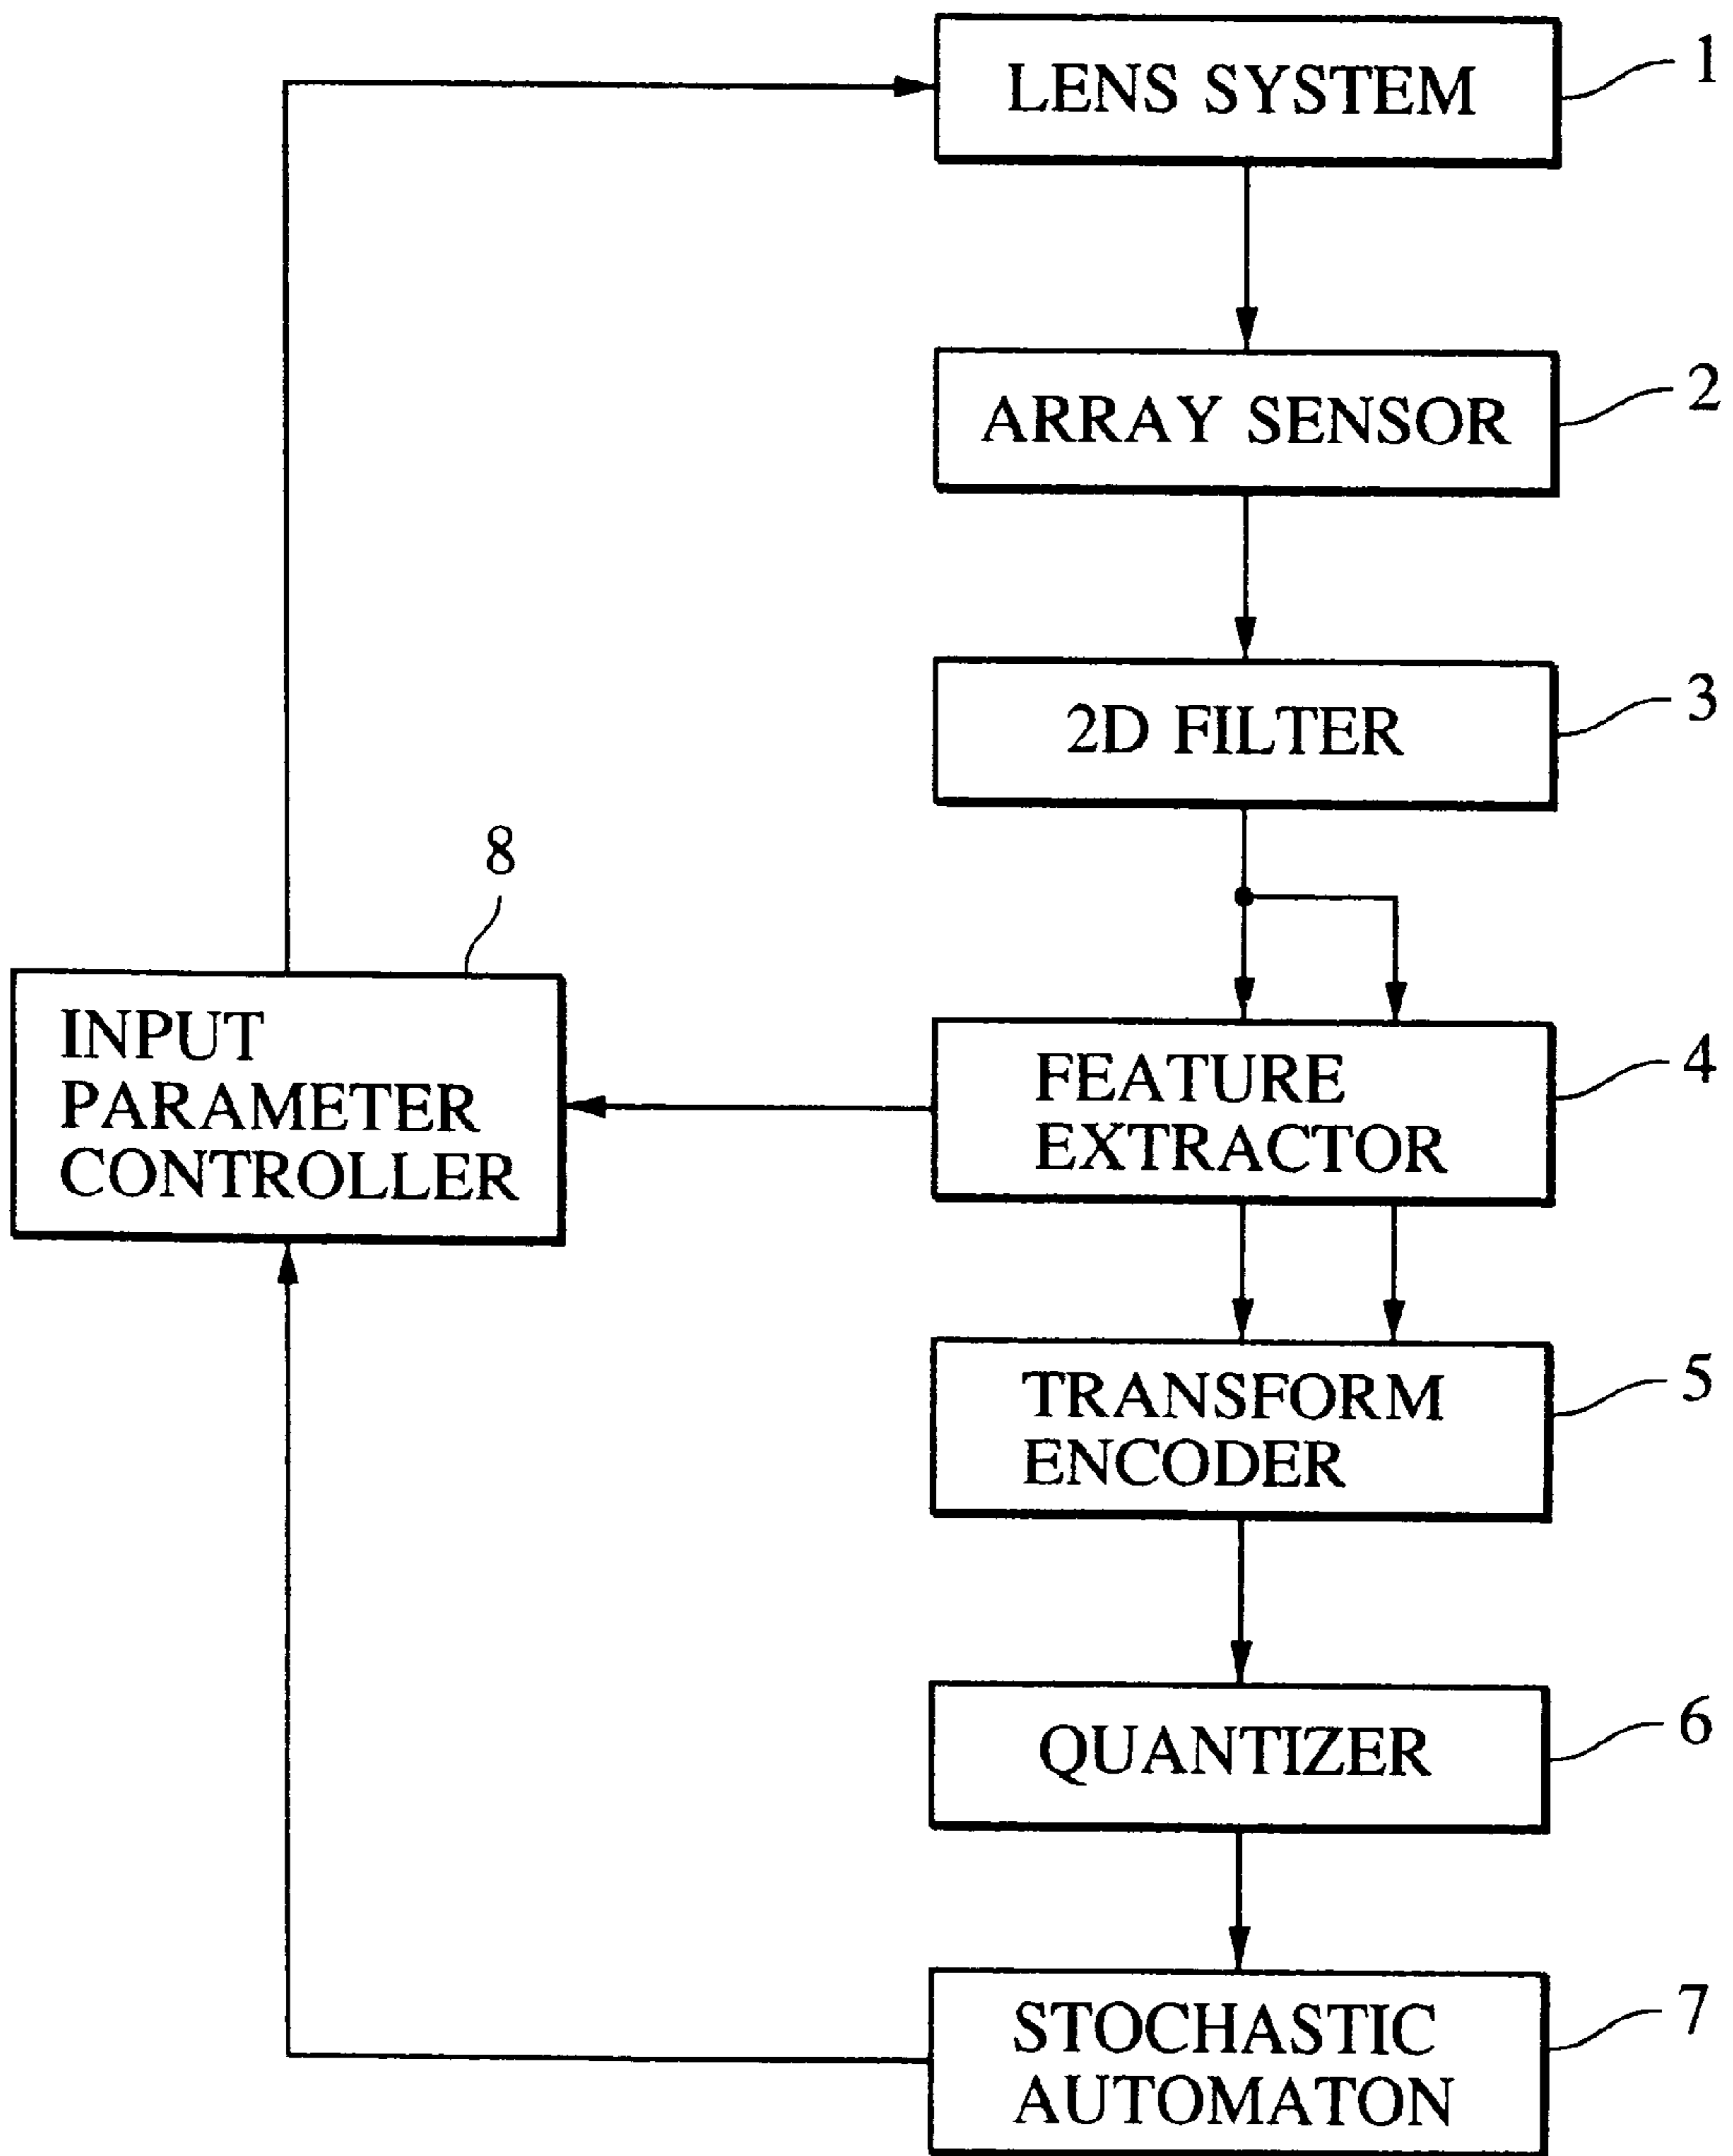 LENS SYSTEM
1
ARRAY SENSOR
2
2D FILTER
3
8
INPUT
PARAMETER
CONTROLLER
FEATURE
EXTRACTOR
4
TRANSFORM
ENCODER
5
QUANTIZER
6
STOCHASTIC
AUTOMATON
7